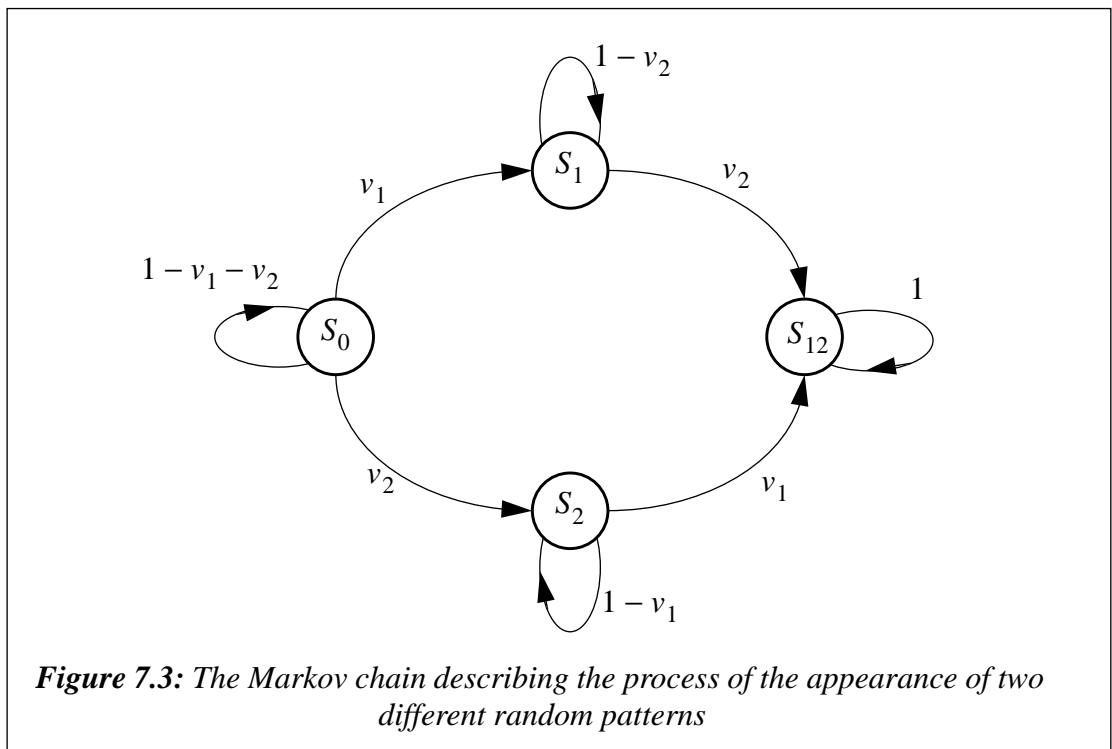 1 − v₂
S₁
v₁
v₂
1 − v₁ − v₂
S₀
S₁₂
1
v₂
S₂
v₁
1 − v₁
Figure 7.3: The Markov chain describing the process of the appearance of two
different random patterns